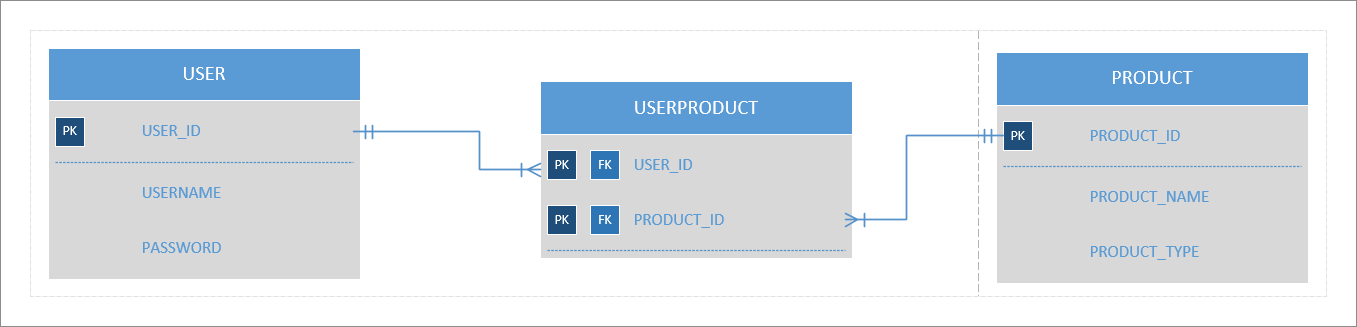 USER
PK USER_ID
USERNAME
PASSWORD
USERPRODUCT
PK FK USER_ID
PK FK PRODUCT_ID
PRODUCT
PK PRODUCT_ID
PRODUCT_NAME
PRODUCT_TYPE